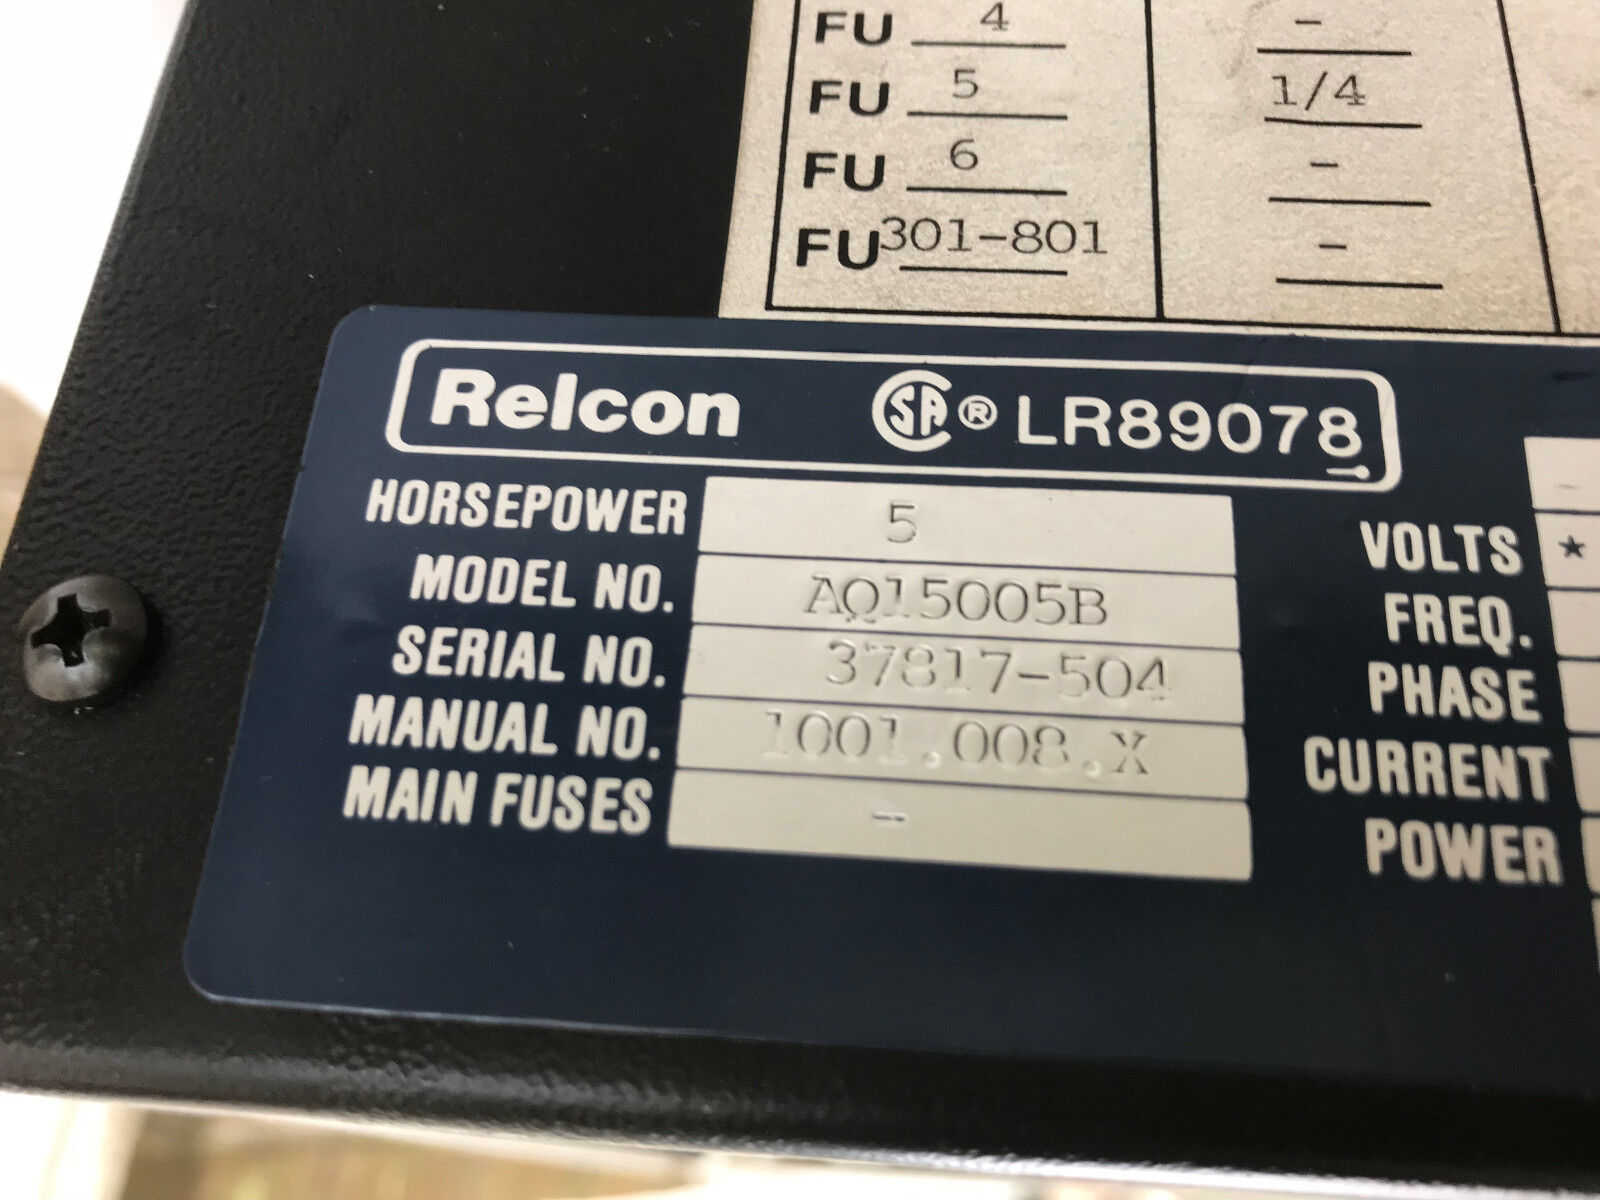 FU 4 -
FU 5 1/4
FU 6 -
FU 301-801 -
Relcon CSA ® LR89078
HORSEPOWER 5
MODEL NO. AQ15005B
SERIAL NO. 37817-504
MANUAL NO. 1001.008.X
MAIN FUSES -
-
VOLTS *
FREQ.
PHASE
CURRENT
POWER